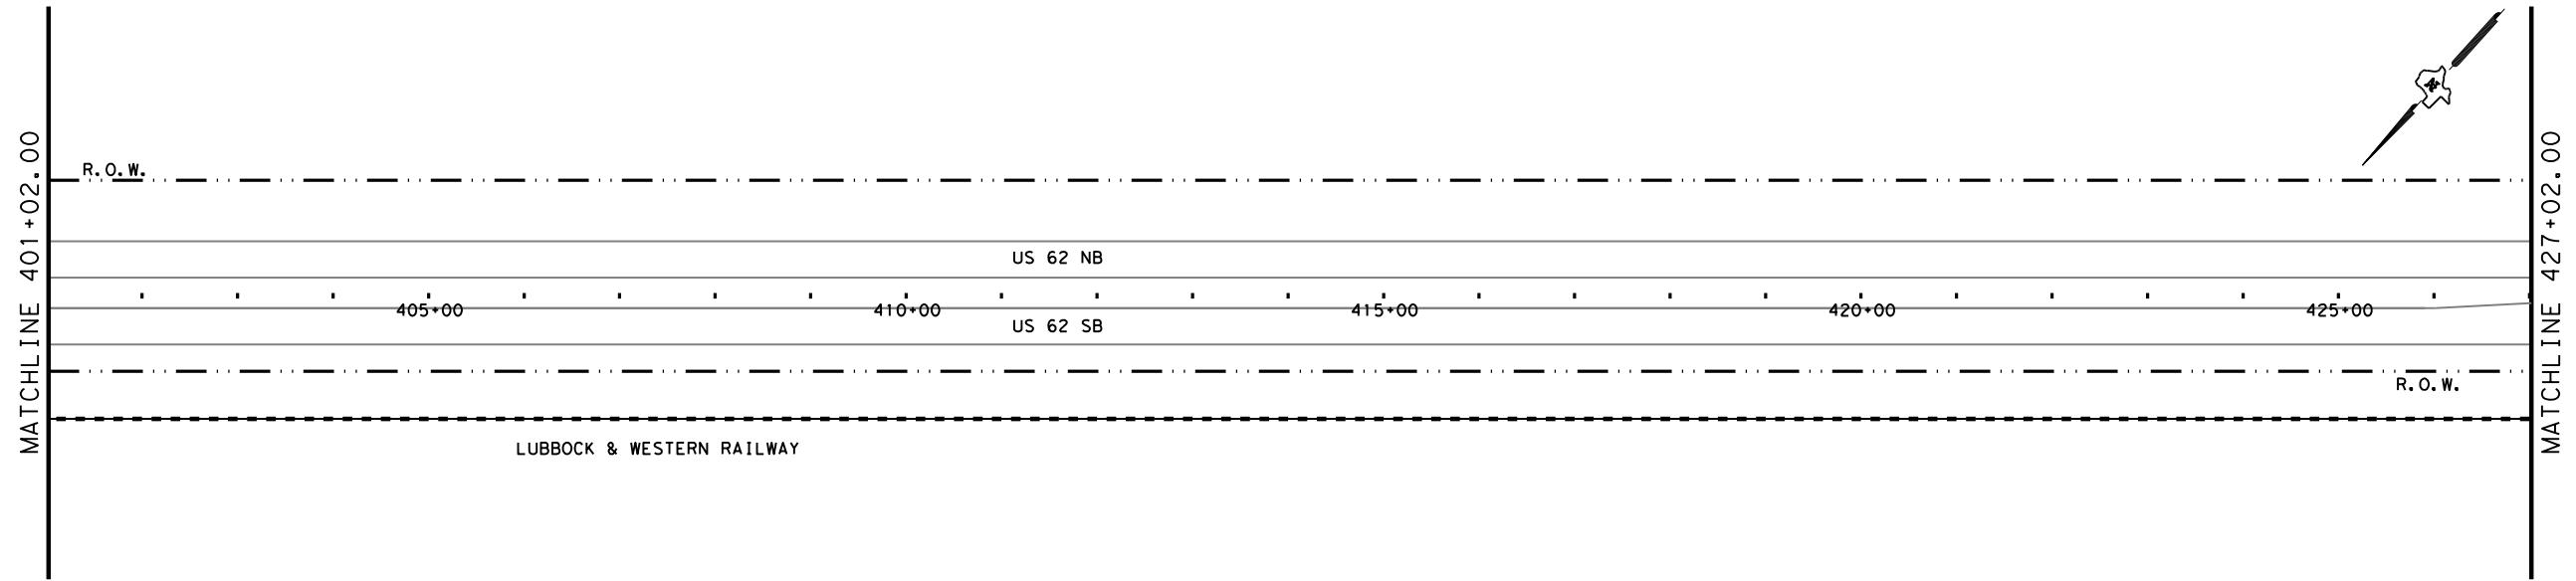 MATCHLINE 401+02.00
R.O.W.
N
US 62 NB
405+00 410+00 415+00 420+00 425+00
US 62 SB
R.O.W.
LUBBOCK & WESTERN RAILWAY
MATCHLINE 427+02.00